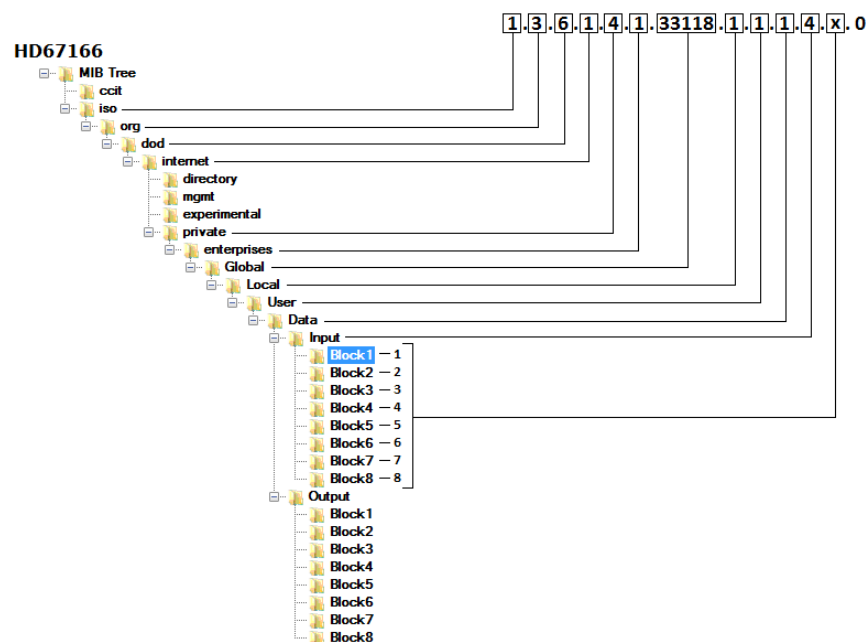 1.3.6.1.4.1.33118.1.1.1.4.x.0
HD67166
MIB Tree
ccit
iso
org
dod
internet
directory
mgmt
experimental
private
enterprises
Global
Local
User
Data
Input
Block1 1
Block2 2
Block3 3
Block4 4
Block5 5
Block6 6
Block7 7
Block8 8
Output
Block1
Block2
Block3
Block4
Block5
Block6
Block7
Block8